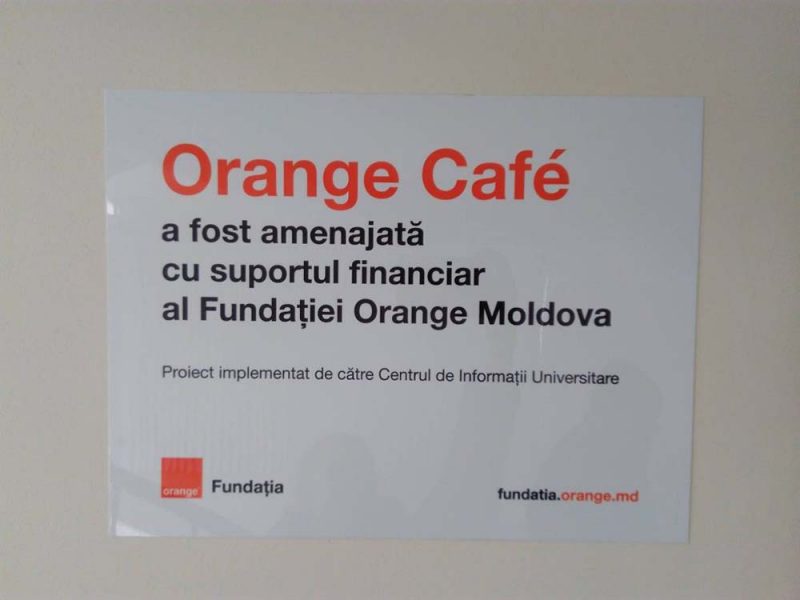 Orange Café
a fost amenajată
cu suportul financiar
al Fundației Orange Moldova
Proiect implementat de către Centrul de Informații Universitare
orange
Fundația
fundatia.orange.md